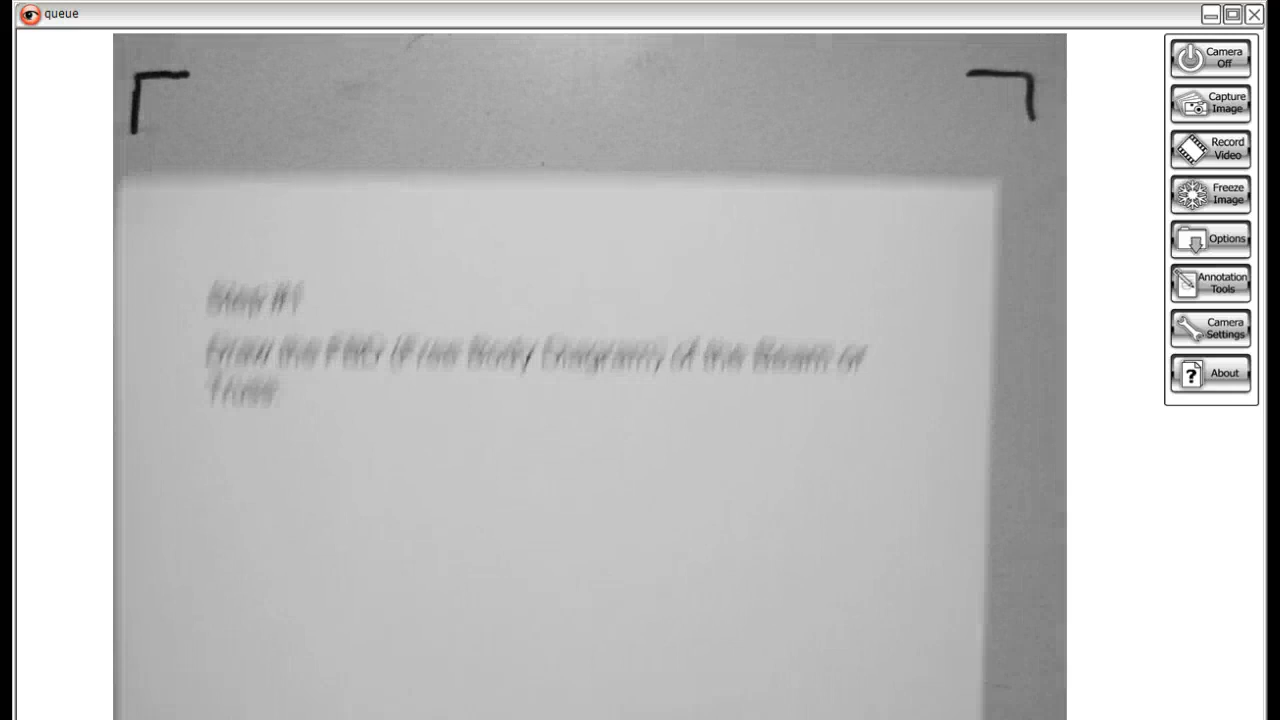 queue
Camera
Off
Capture
Image
Record
Video
Freeze
Image
Options
Annotation
Tools
Camera
Settings
About
Step #1
Draw the FBD (Free Body Diagram) of the Beam or
Truss